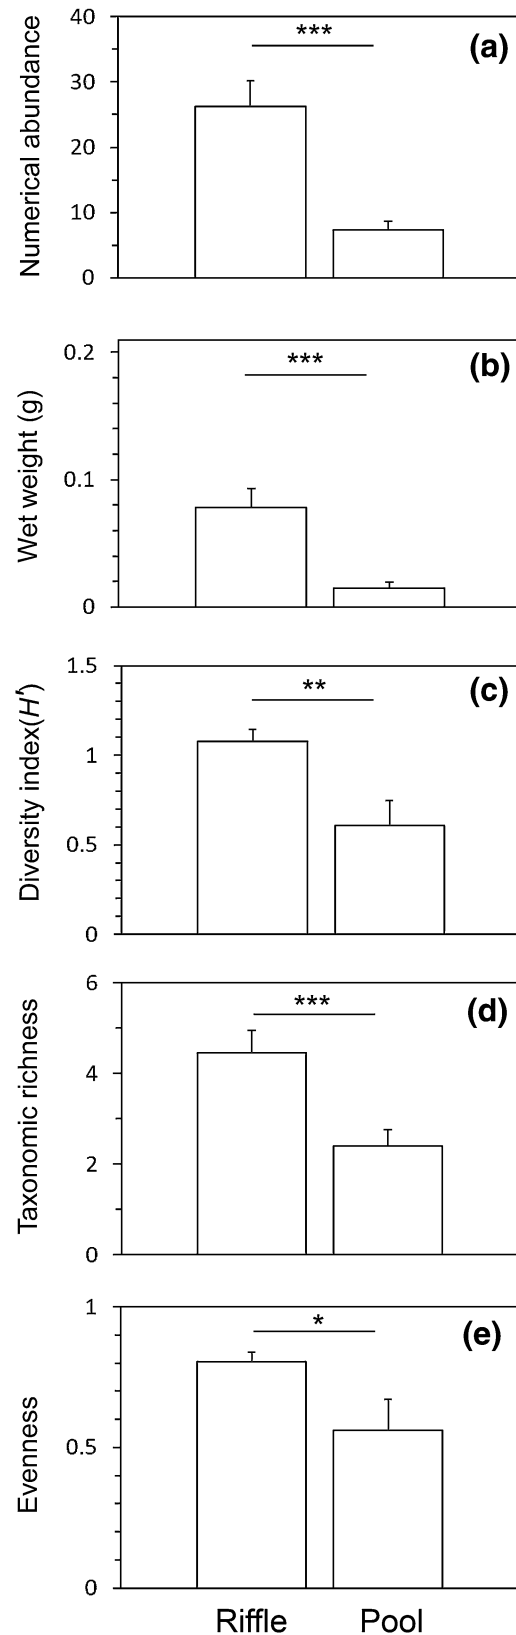 Numerical abundance
40
30
20
10
0
***
(a)
Wet weight (g)
0.2
0.1
0
***
(b)
Diversity index(H′)
1.5
1
0.5
0
**
(c)
Taxonomic richness
6
4
2
0
***
(d)
Evenness
1
0.5
0
*
(e)
Riffle Pool